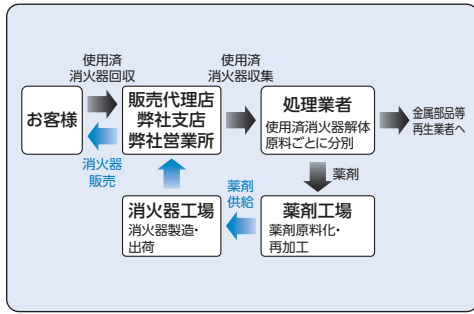 使用済
消火器回収
使用済
消火器収集
お客様
販売代理店
弊社支店
弊社営業所
処理業者
使用済消火器解体
原料ごとに分別
金属部品等
再生業者へ
消火器
販売
薬剤
供給
薬剤
消火器工場
消火器製造・
出荷
薬剤工場
薬剤原料化・
再加工